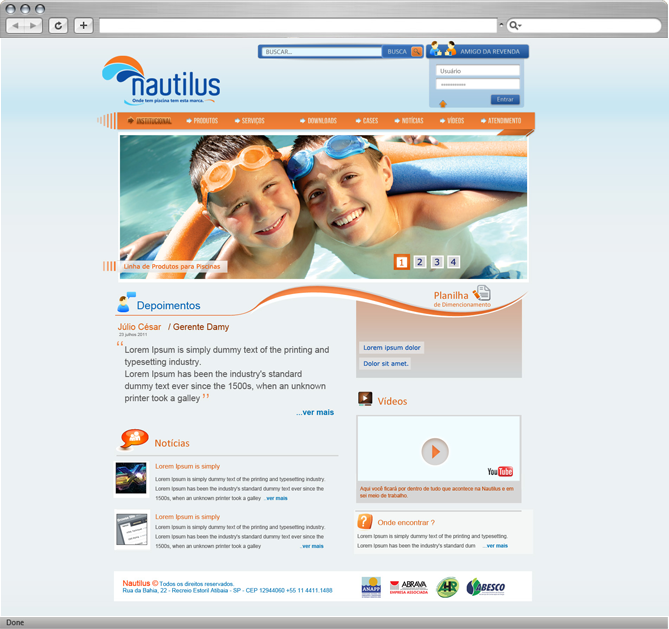 BUSCAR...
BUSCA
AMIGO DA REVENDA
nautilus
Onde tem piscina tem esta marca.
Usuário
************
Entrar
INSTITUCIONAL PRODUTOS SERVIÇOS DOWNLOADS CASES NOTÍCIAS VÍDEOS ATENDIMENTO
Linha de Produtos para Piscinas
1 2 3 4
Depoimentos
Júlio César / Gerente Damy
25 julhos 2011
“ Lorem Ipsum is simply dummy text of the printing and
typesetting industry.
Lorem Ipsum has been the industry's standard
dummy text ever since the 1500s, when an unknown
printer took a galley ”
...ver mais
Planilha
de Dimencionamento
Lorem ipsum dolor
Dolor sit amet.
Notícias
Lorem Ipsum is simply
Lorem Ipsum is simply dummy text of the printing and typesetting industry.
Lorem Ipsum has been the industry's standard dummy text ever since the
1500s, when an unknown printer took a galley ..ver mais
Lorem Ipsum is simply
Lorem Ipsum is simply dummy text of the printing and typesetting industry.
Lorem Ipsum has been the industry's standard dummy text ever since the
1500s, when an unknown printer took a galley ...ver mais
Vídeos
YouTube
Aqui você ficará por dentro de tudo que acontece na Nautilus e em
sei meio de trabalho.
Onde encontrar ?
Lorem Ipsum is simply dummy text of the printing and typesetting.
Lorem Ipsum has been the industry's standard dum ...ver mais
Nautilus © Todos os direitos reservados.
Rua da Bahia, 22 - Recreio Estoril Atibaia - SP - CEP 12944060 +55 11 4411.1488
ANAPP
ABRAVA
EMPRESA ASSOCIADA
AHR
ABESCO
Done